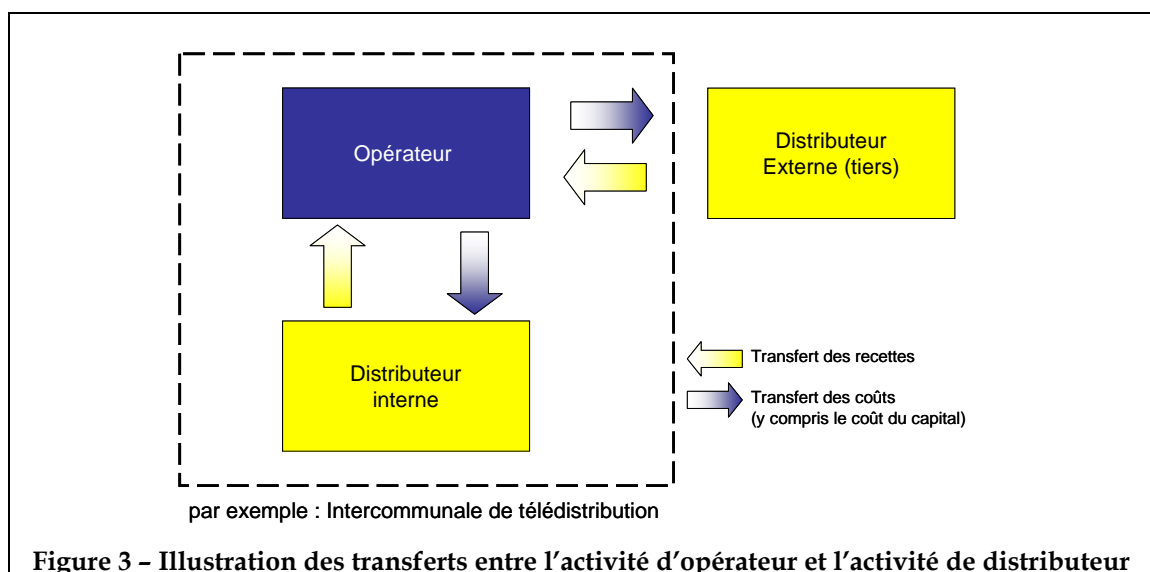 Opérateur
Distributeur
Externe (tiers)
Distributeur
interne
Transfert des recettes
Transfert des coûts
(y compris le coût du capital)
par exemple : Intercommunale de télédistribution
Figure 3 – Illustration des transferts entre l’activité d’opérateur et l’activité de distributeur